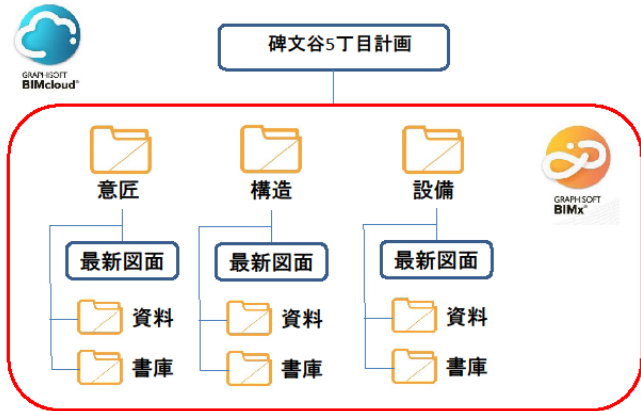 GRAPHISOFT
BIMcloud®
碑文谷5丁目計画
意匠
構造
設備
GRAPHISOFT
BIMx®
最新図面
最新図面
最新図面
資料
資料
資料
書庫
書庫
書庫